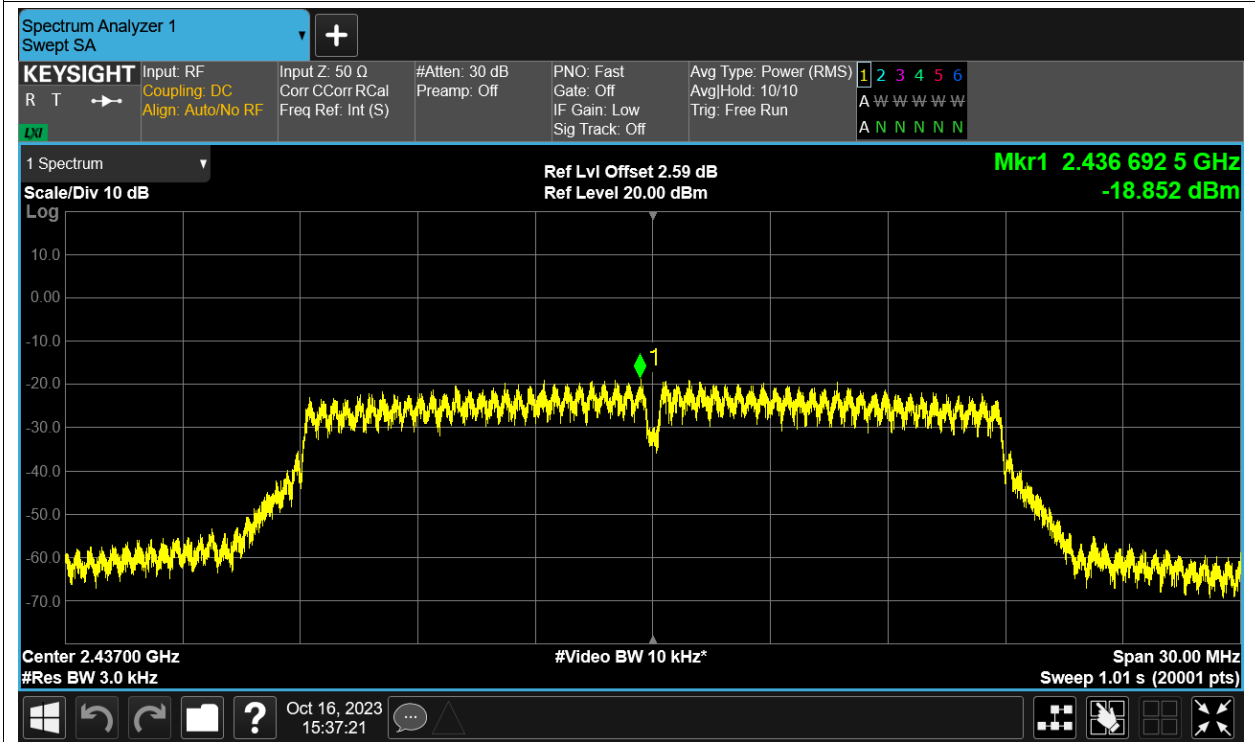 Spectrum Analyzer 1
Swept SA
+
KEYSIGHT
R T
LXI
Input: RF
Coupling: DC
Align: Auto/No RF
Input Z: 50 Ω
Corr CCorr RCal
Freq Ref: Int (S)
#Atten: 30 dB
Preamp: Off
PNO: Fast
Gate: Off
IF Gain: Low
Sig Track: Off
Avg Type: Power (RMS)
Avg|Hold: 10/10
Trig: Free Run
1 2 3 4 5 6
A W W W W W
A N N N N N
1 Spectrum
Scale/Div 10 dB
Log
Ref Lvl Offset 2.59 dB
Ref Level 20.00 dBm
Mkr1 2.436 692 5 GHz
-18.852 dBm
10.0
0.00
-10.0
1
-20.0
-30.0
-40.0
-50.0
-60.0
-70.0
Center 2.43700 GHz
#Video BW 10 kHz*
Span 30.00 MHz
#Res BW 3.0 kHz
Sweep 1.01 s (20001 pts)
?
Oct 16, 2023
15:37:21